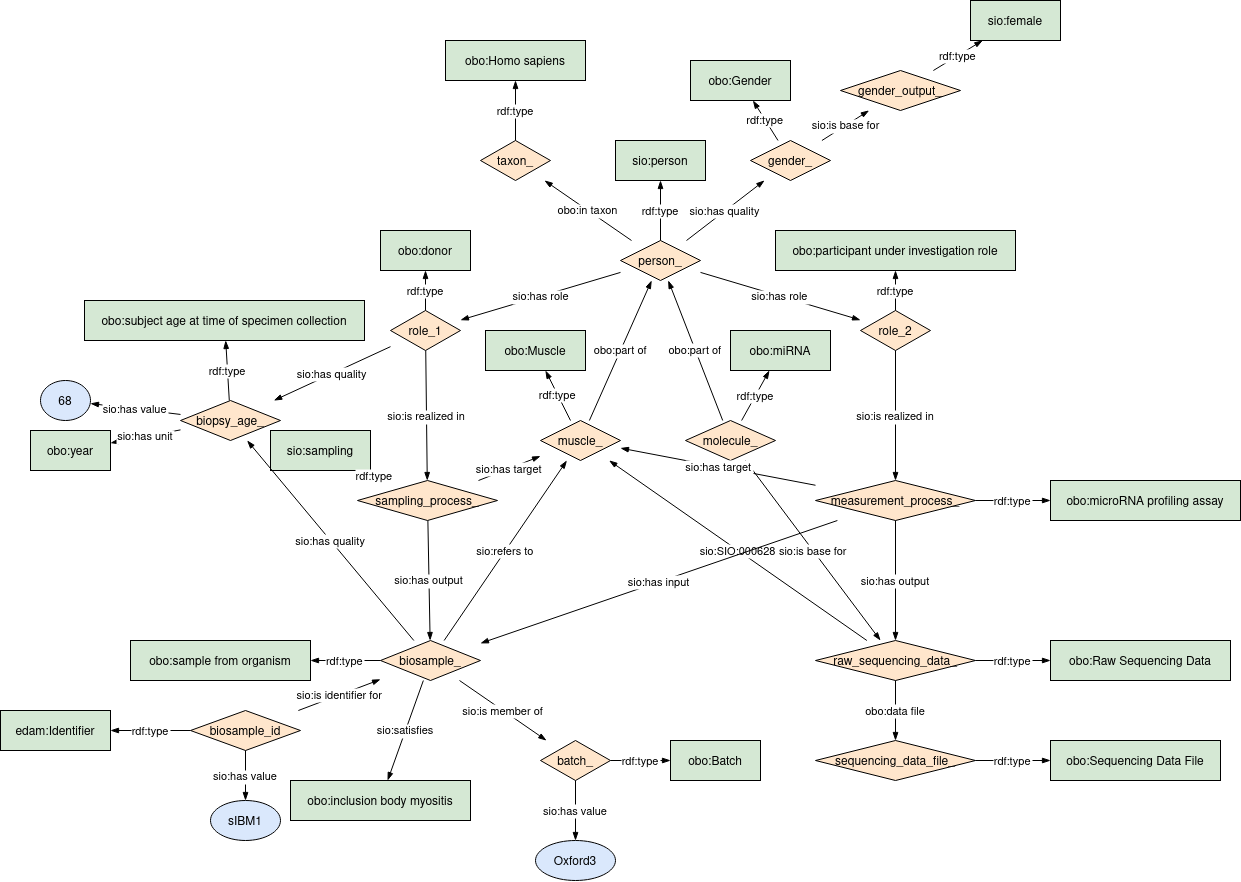 sio:female
obo:Homo sapiens
rdf:type
obo:Gender
gender_output_
rdf:type
rdf:type
sio:is base for
taxon_
sio:person
gender_
obo:in taxon
rdf:type
sio:has quality
obo:donor
person_
obo:participant under investigation role
rdf:type
sio:has role
sio:has role
rdf:type
obo:subject age at time of specimen collection
role_1
role_2
obo:Muscle
obo:part of
obo:part of
obo:miRNA
rdf:type
sio:has quality
68
sio:has value
rdf:type
rdf:type
biopsy_age_
sio:is realized in
sio:is realized in
obo:year
sio:has unit
sio:sampling
muscle_
molecule_
rdf:type
sio:has target
sio:has target
sampling_process_
measurement_process_
rdf:type
obo:microRNA profiling assay
sio:has quality
sio:refers to
sio:SIO:000628
sio:is base for
sio:has output
sio:has input
sio:has output
obo:sample from organism
rdf:type
biosample_
raw_sequencing_data_
rdf:type
obo:Raw Sequencing Data
sio:is identifier for
sio:is member of
obo:data file
edam:Identifier
rdf:type
biosample_id
sio:satisfies
batch_
rdf:type
obo:Batch
sequencing_data_file_
rdf:type
obo:Sequencing Data File
sio:has value
obo:inclusion body myositis
sio:has value
sIBM1
Oxford3